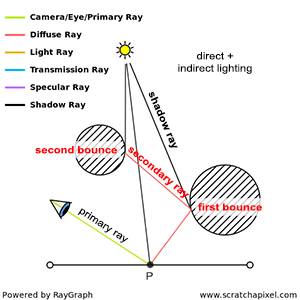 Camera/Eye/Primary Ray
Diffuse Ray
Light Ray
Transmission Ray
Specular Ray
Shadow Ray
direct +
indirect lighting
shadow ray
second bounce
secondary ray
first bounce
primary ray
P
Powered by RayGraph
www.scratchapixel.com